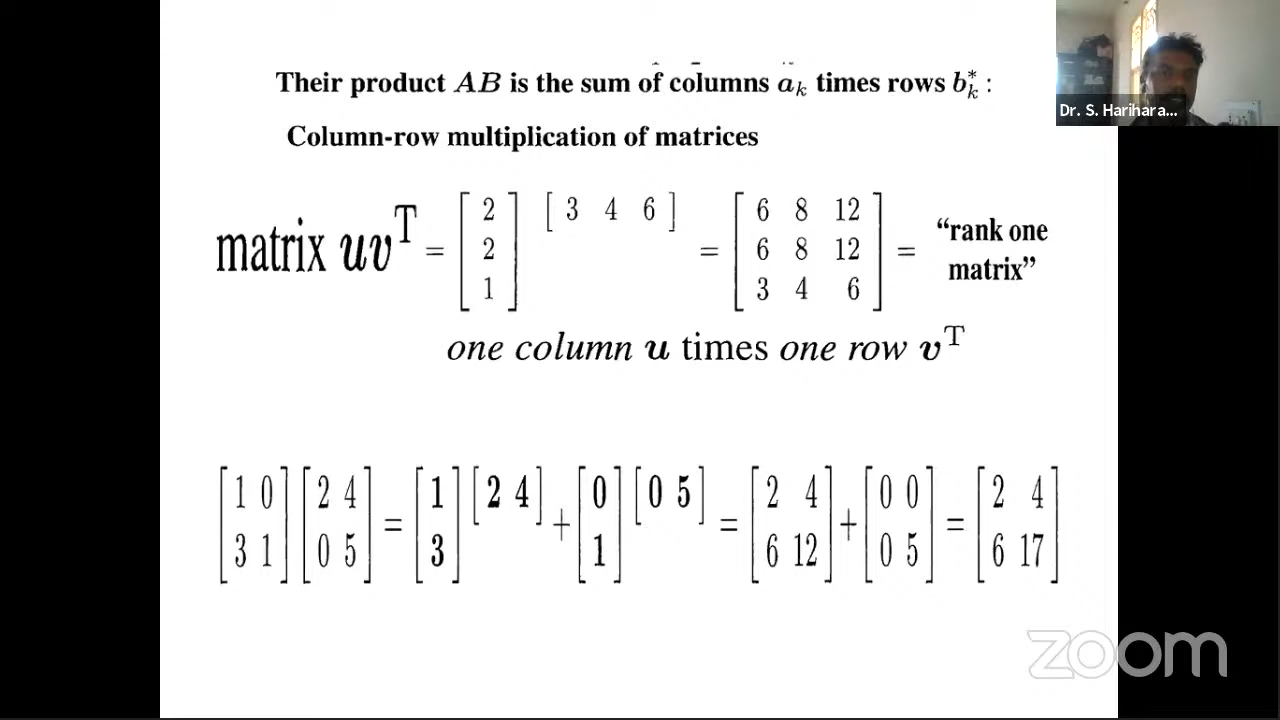 Their product AB is the sum of columns a_k times rows b_k^* :
Dr. S. Harihara...
Column-row multiplication of matrices
matrix uv^T = [ 2 2 1 ] [ 3 4 6 ] = [ 6 8 12 6 8 12 3 4 6 ] = “rank one matrix”
one column u times one row v^T
[ 1 0 3 1 ] [ 2 4 0 5 ] = [ 1 3 ] [ 2 4 ] + [ 0 1 ] [ 0 5 ] = [ 2 4 6 12 ] + [ 0 0 0 5 ] = [ 2 4 6 17 ]
zoom